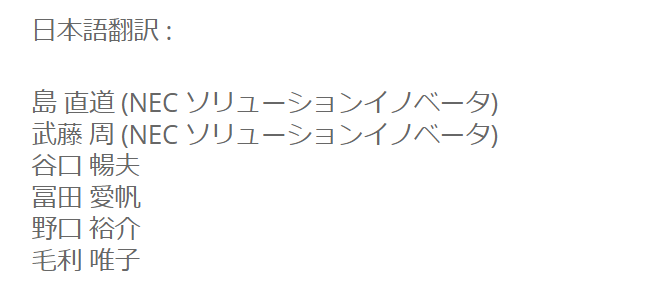 日本語翻訳 :
島 直道 (NEC ソリューションイノベータ)
武藤 周 (NEC ソリューションイノベータ)
谷口 暢夫
冨田 愛帆
野口 裕介
毛利 唯子